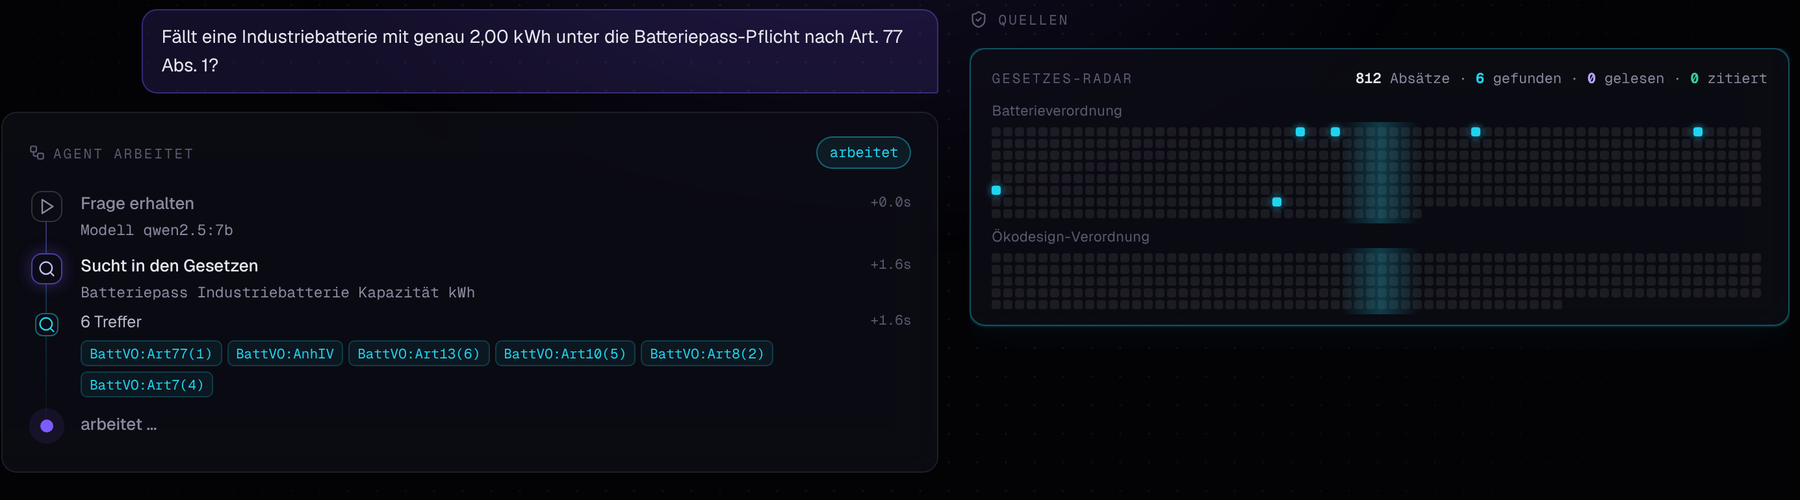 Fällt eine Industriebatterie mit genau 2,00 kWh unter die Batteriepass-Pflicht nach Art. 77
Abs. 1?
AGENT ARBEITET
arbeitet
Frage erhalten
+0.0s
Modell qwen2.5:7b
Sucht in den Gesetzen
+1.6s
Batteriepass Industriebatterie Kapazität kWh
6 Treffer
+1.6s
BattVO:Art77(1) BattVO:AnhIV BattVO:Art13(6) BattVO:Art10(5) BattVO:Art8(2)
BattVO:Art7(4)
arbeitet …
QUELLEN
GESETZES-RADAR
812 Absätze · 6 gefunden · 0 gelesen · 0 zitiert
Batterieverordnung
Ökodesign-Verordnung